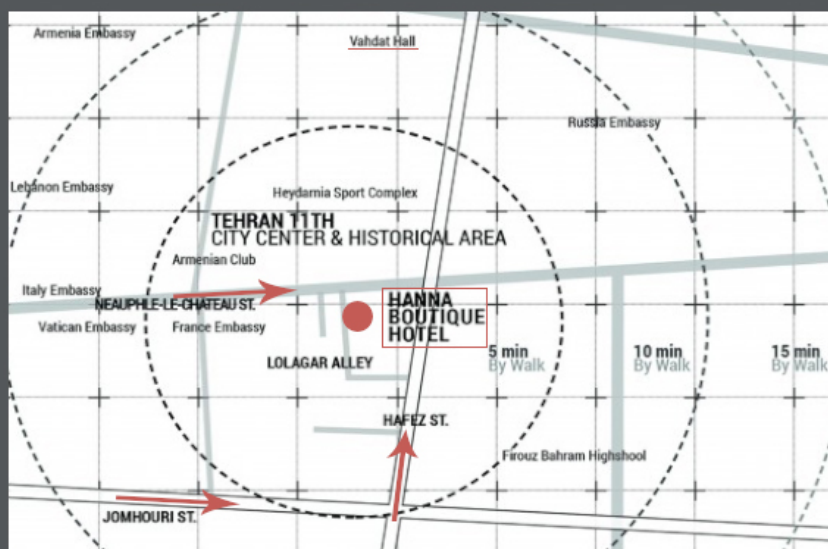 Armenia Embassy
Vahdat Hall
Russia Embassy
Lebanon Embassy
Heydarnia Sport Complex
TEHRAN 11TH
CITY CENTER & HISTORICAL AREA
Armenian Club
Italy Embassy
NEAUPHLE-LE-CHATEAU ST.
Vatican Embassy
France Embassy
HANNA
BOUTIQUE
HOTEL
LOLAGAR ALLEY
5 min
By Walk
10 min
By Walk
15 min
By Walk
HAFEZ ST.
Firouz Bahram Highshool
JOMHOURI ST.